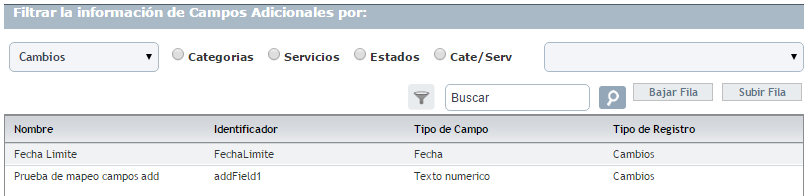 Filtrar la información de Campos Adicionales por:
Cambios Categorias Servicios Estados Cate/Serv
Buscar Bajar Fila Subir Fila
Nombre Identificador Tipo de Campo Tipo de Registro
Fecha Limite FechaLimite Fecha Cambios
Prueba de mapeo campos add addField1 Texto numerico Cambios